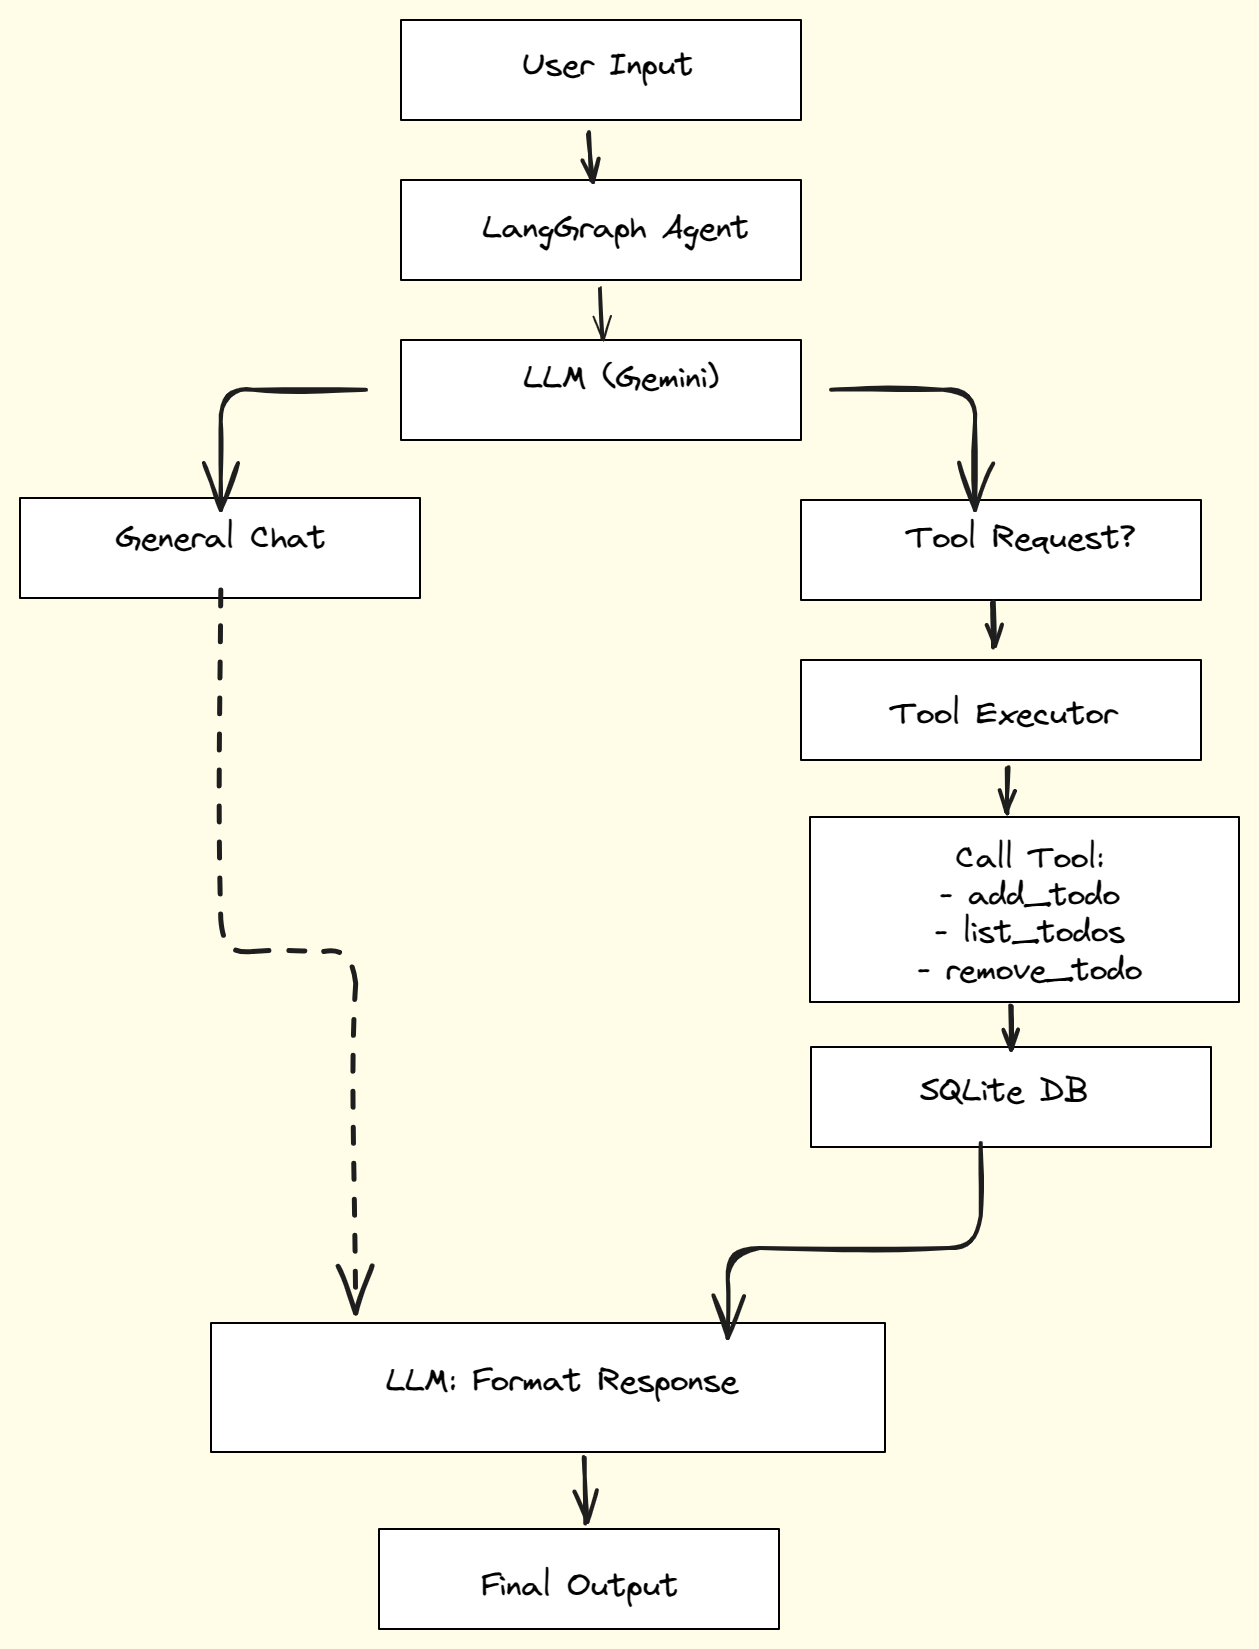 User Input
LangGraph Agent
LLM (Gemini)
General Chat
Tool Request?
Tool Executor
Call Tool:
- add_todo
- list_todos
- remove_todo
SQLite DB
LLM: Format Response
Final Output